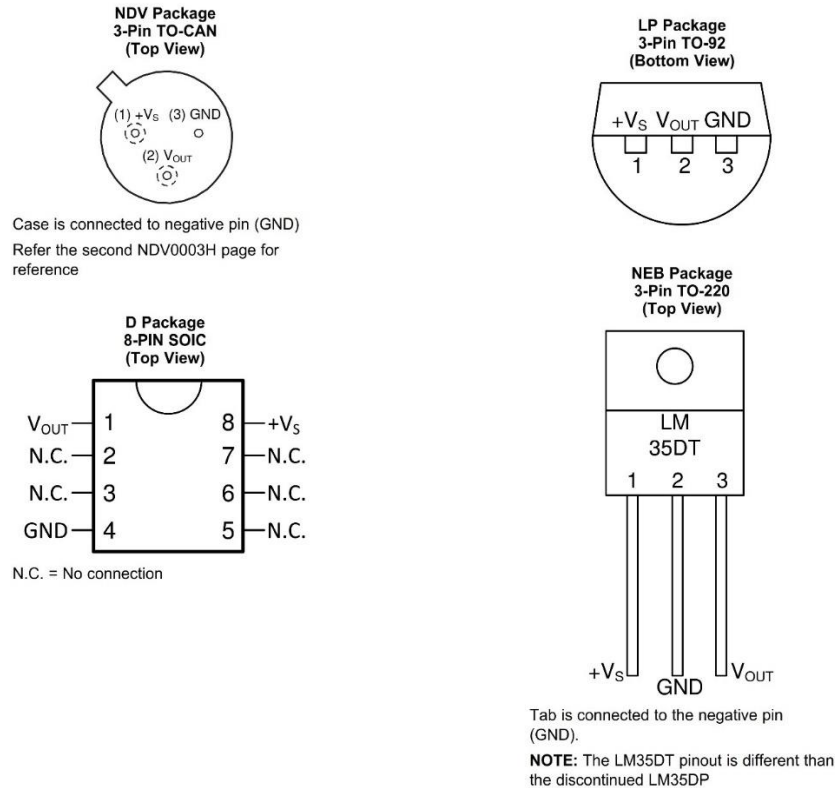 NDV Package
3-Pin TO-CAN
(Top View)
(1) +VS (3) GND
(2) VOUT
Case is connected to negative pin (GND)
Refer the second NDV0003H page for
reference
D Package
8-PIN SOIC
(Top View)
VOUT 1 8 +VS
N.C. 2 7 N.C.
N.C. 3 6 N.C.
GND 4 5 N.C.
N.C. = No connection
LP Package
3-Pin TO-92
(Bottom View)
+VS VOUT GND
1 2 3
NEB Package
3-Pin TO-220
(Top View)
LM
35DT
1 2 3
+VS GND VOUT
Tab is connected to the negative pin
(GND).
NOTE: The LM35DT pinout is different than
the discontinued LM35DP